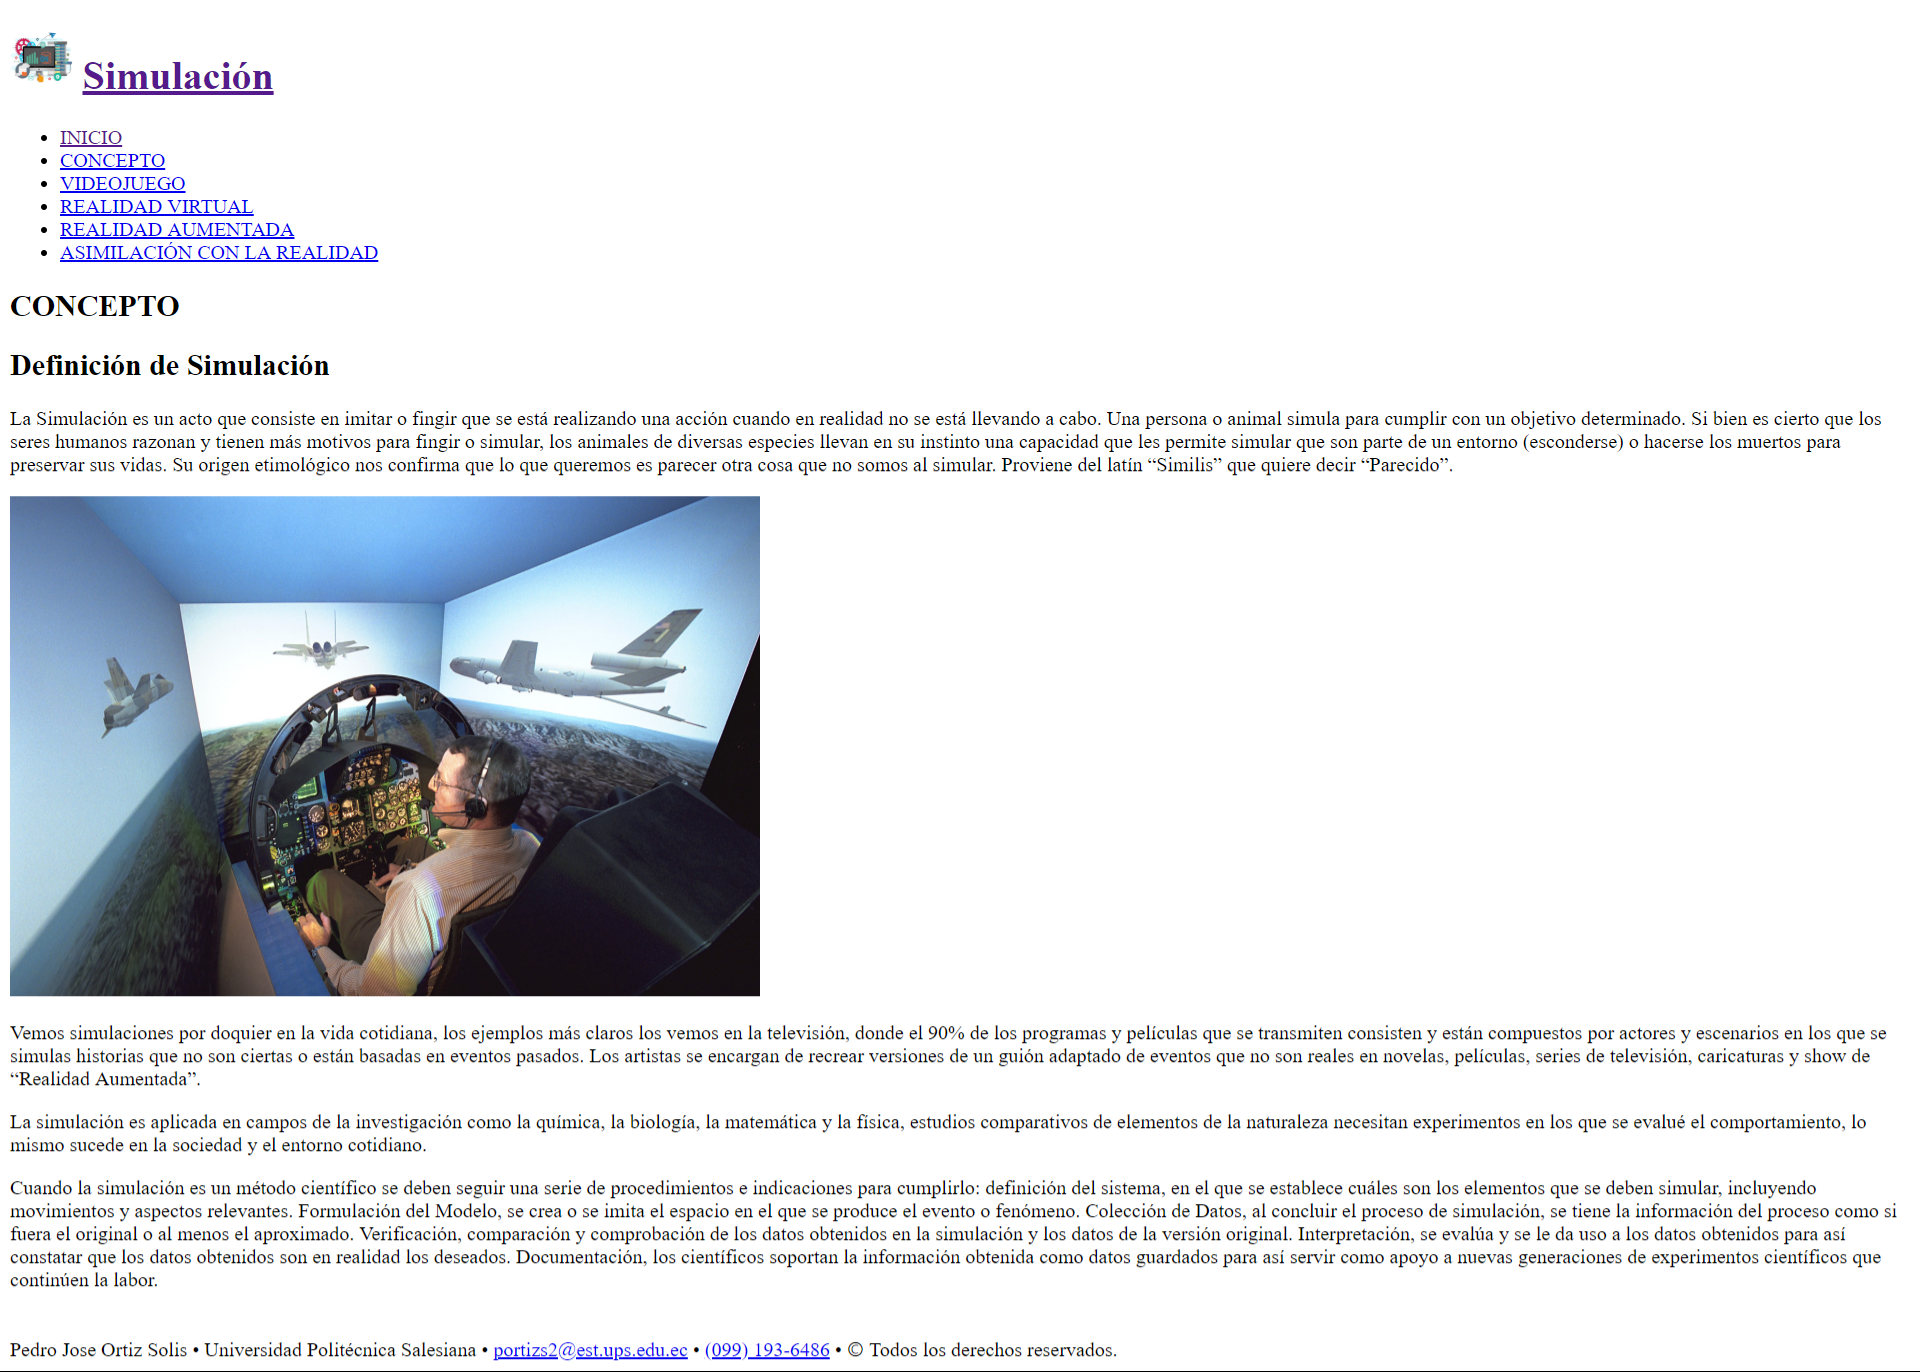 Simulación
INICIO
CONCEPTO
VIDEOJUEGO
REALIDAD VIRTUAL
REALIDAD AUMENTADA
ASIMILACIÓN CON LA REALIDAD
CONCEPTO
Definición de Simulación
La Simulación es un acto que consiste en imitar o fingir que se está realizando una acción cuando en realidad no se está llevando a cabo. Una persona o animal simula para cumplir con un objetivo determinado. Si bien es cierto que los
seres humanos razonan y tienen más motivos para fingir o simular, los animales de diversas especies llevan en su instinto una capacidad que les permite simular que son parte de un entorno (esconderse) o hacerse los muertos para
preservar sus vidas. Su origen etimológico nos confirma que lo que queremos es parecer otra cosa que no somos al simular. Proviene del latín “Similis” que quiere decir “Parecido”.
Vemos simulaciones por doquier en la vida cotidiana, los ejemplos más claros los vemos en la televisión, donde el 90% de los programas y películas que se transmiten consisten y están compuestos por actores y escenarios en los que se
simulas historias que no son ciertas o están basadas en eventos pasados. Los artistas se encargan de recrear versiones de un guión adaptado de eventos que no son reales en novelas, películas, series de televisión, caricaturas y show de
“Realidad Aumentada”.
La simulación es aplicada en campos de la investigación como la química, la biología, la matemática y la física, estudios comparativos de elementos de la naturaleza necesitan experimentos en los que se evalué el comportamiento, lo
mismo sucede en la sociedad y el entorno cotidiano.
Cuando la simulación es un método científico se deben seguir una serie de procedimientos e indicaciones para cumplirlo: definición del sistema, en el que se establece cuáles son los elementos que se deben simular, incluyendo
movimientos y aspectos relevantes. Formulación del Modelo, se crea o se imita el espacio en el que se produce el evento o fenómeno. Colección de Datos, al concluir el proceso de simulación, se tiene la información del proceso como si
fuera el original o al menos el aproximado. Verificación, comparación y comprobación de los datos obtenidos en la simulación y los datos de la versión original. Interpretación, se evalúa y se le da uso a los datos obtenidos para así
constatar que los datos obtenidos son en realidad los deseados. Documentación, los científicos soportan la información obtenida como datos guardados para así servir como apoyo a nuevas generaciones de experimentos científicos que
continúen la labor.
Pedro Jose Ortiz Solis • Universidad Politécnica Salesiana • portizs2@est.ups.edu.ec • (099) 193-6486 • © Todos los derechos reservados.